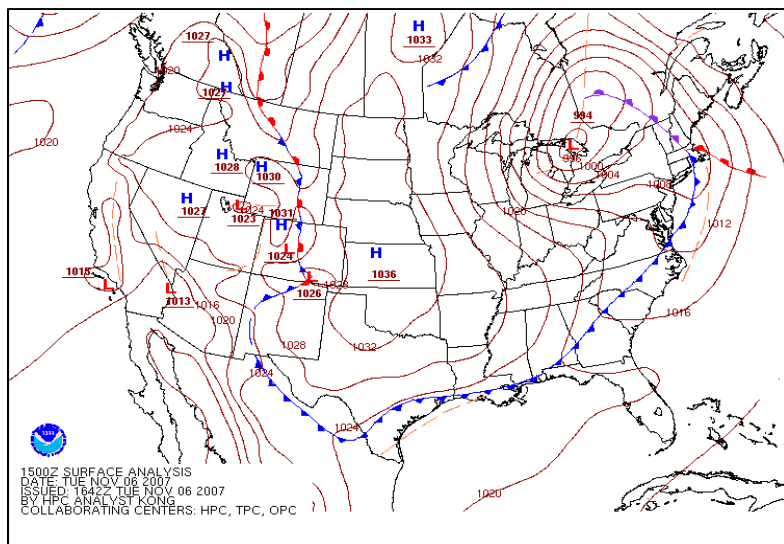 1027
H
H
1033
1032
1020
H
1027
994
L
996
1000
1004
1024
1020
H
1028
H
1030
1008
H
1027
L
1024
1023
1031
H
1020
1012
L
1024
H
1036
1015
L
L
1013
L
1026
1028
1016
1016
1020
1028
1032
1024
1024
1020
1500Z SURFACE ANALYSIS
DATE: TUE NOV 06 2007
ISSUED: 1642Z TUE NOV 06 2007
BY HPC ANALYST KONG
COLLABORATING CENTERS: HPC, TPC, OPC